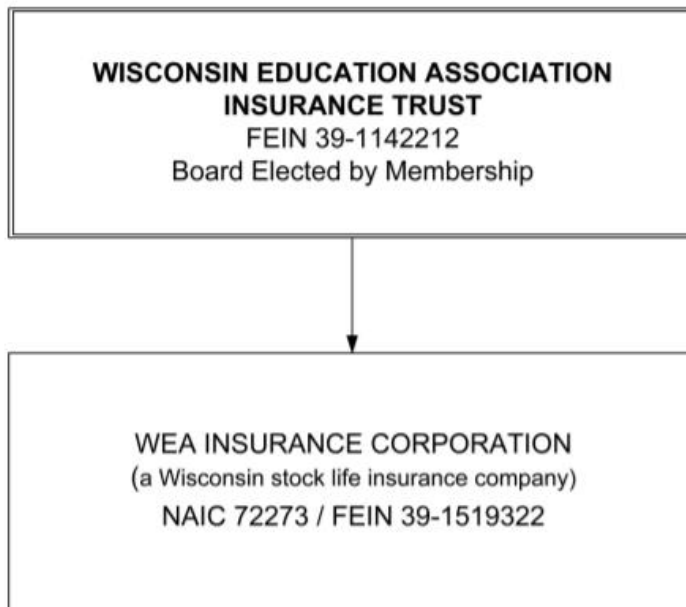 WISCONSIN EDUCATION ASSOCIATION
INSURANCE TRUST
FEIN 39-1142212
Board Elected by Membership
WEA INSURANCE CORPORATION
(a Wisconsin stock life insurance company)
NAIC 72273 / FEIN 39-1519322